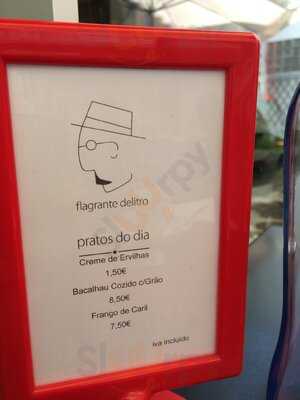 flagrante delitro
pratos do dia
Creme de Ervilhas
1,50€
Bacalhau Cozido c/Grão
8,50€
Frango de Caril
7,50€
Iva incluído